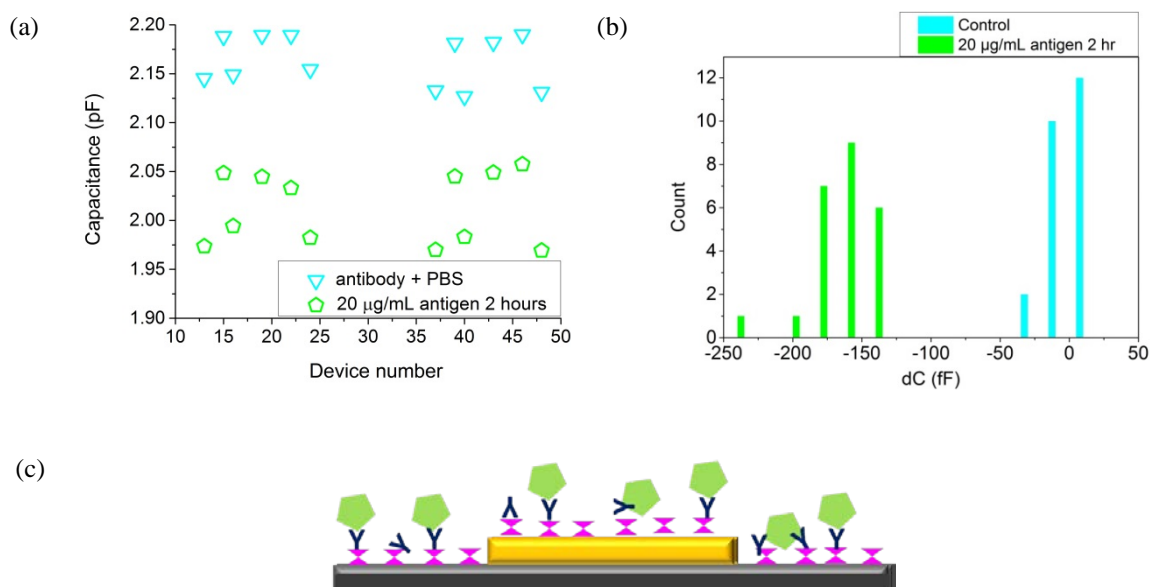 (a)
2.20
2.15
2.10
2.05
2.00
1.95
1.90
Capacitance (pF)
antibody + PBS
20 μg/mL antigen 2 hours
10 15 20 25 30 35 40 45 50
Device number
(b)
Control
20 μg/mL antigen 2 hr
12
10
8
6
4
2
0
Count
-250 -200 -150 -100 -50 0 50
dC (fF)
(c)